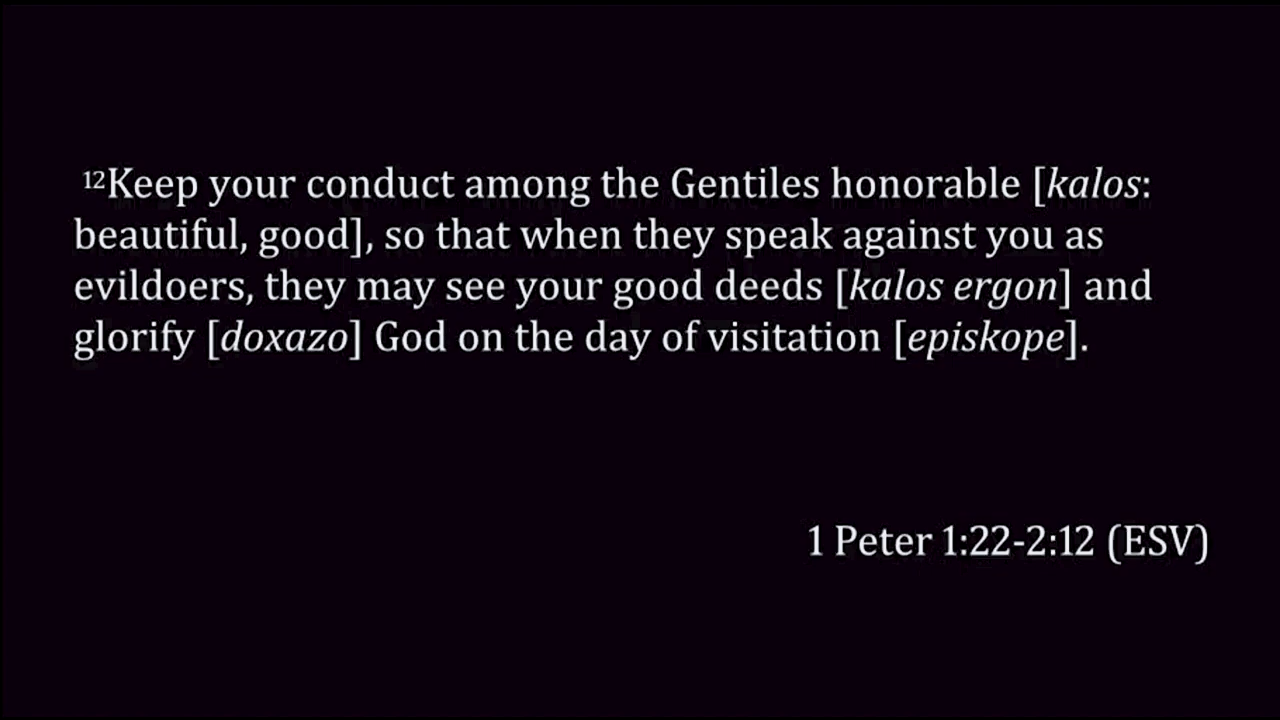 12Keep your conduct among the Gentiles honorable [kalos:
beautiful, good], so that when they speak against you as
evildoers, they may see your good deeds [kalos ergon] and
glorify [doxazo] God on the day of visitation [episkope].
1 Peter 1:22-2:12 (ESV)